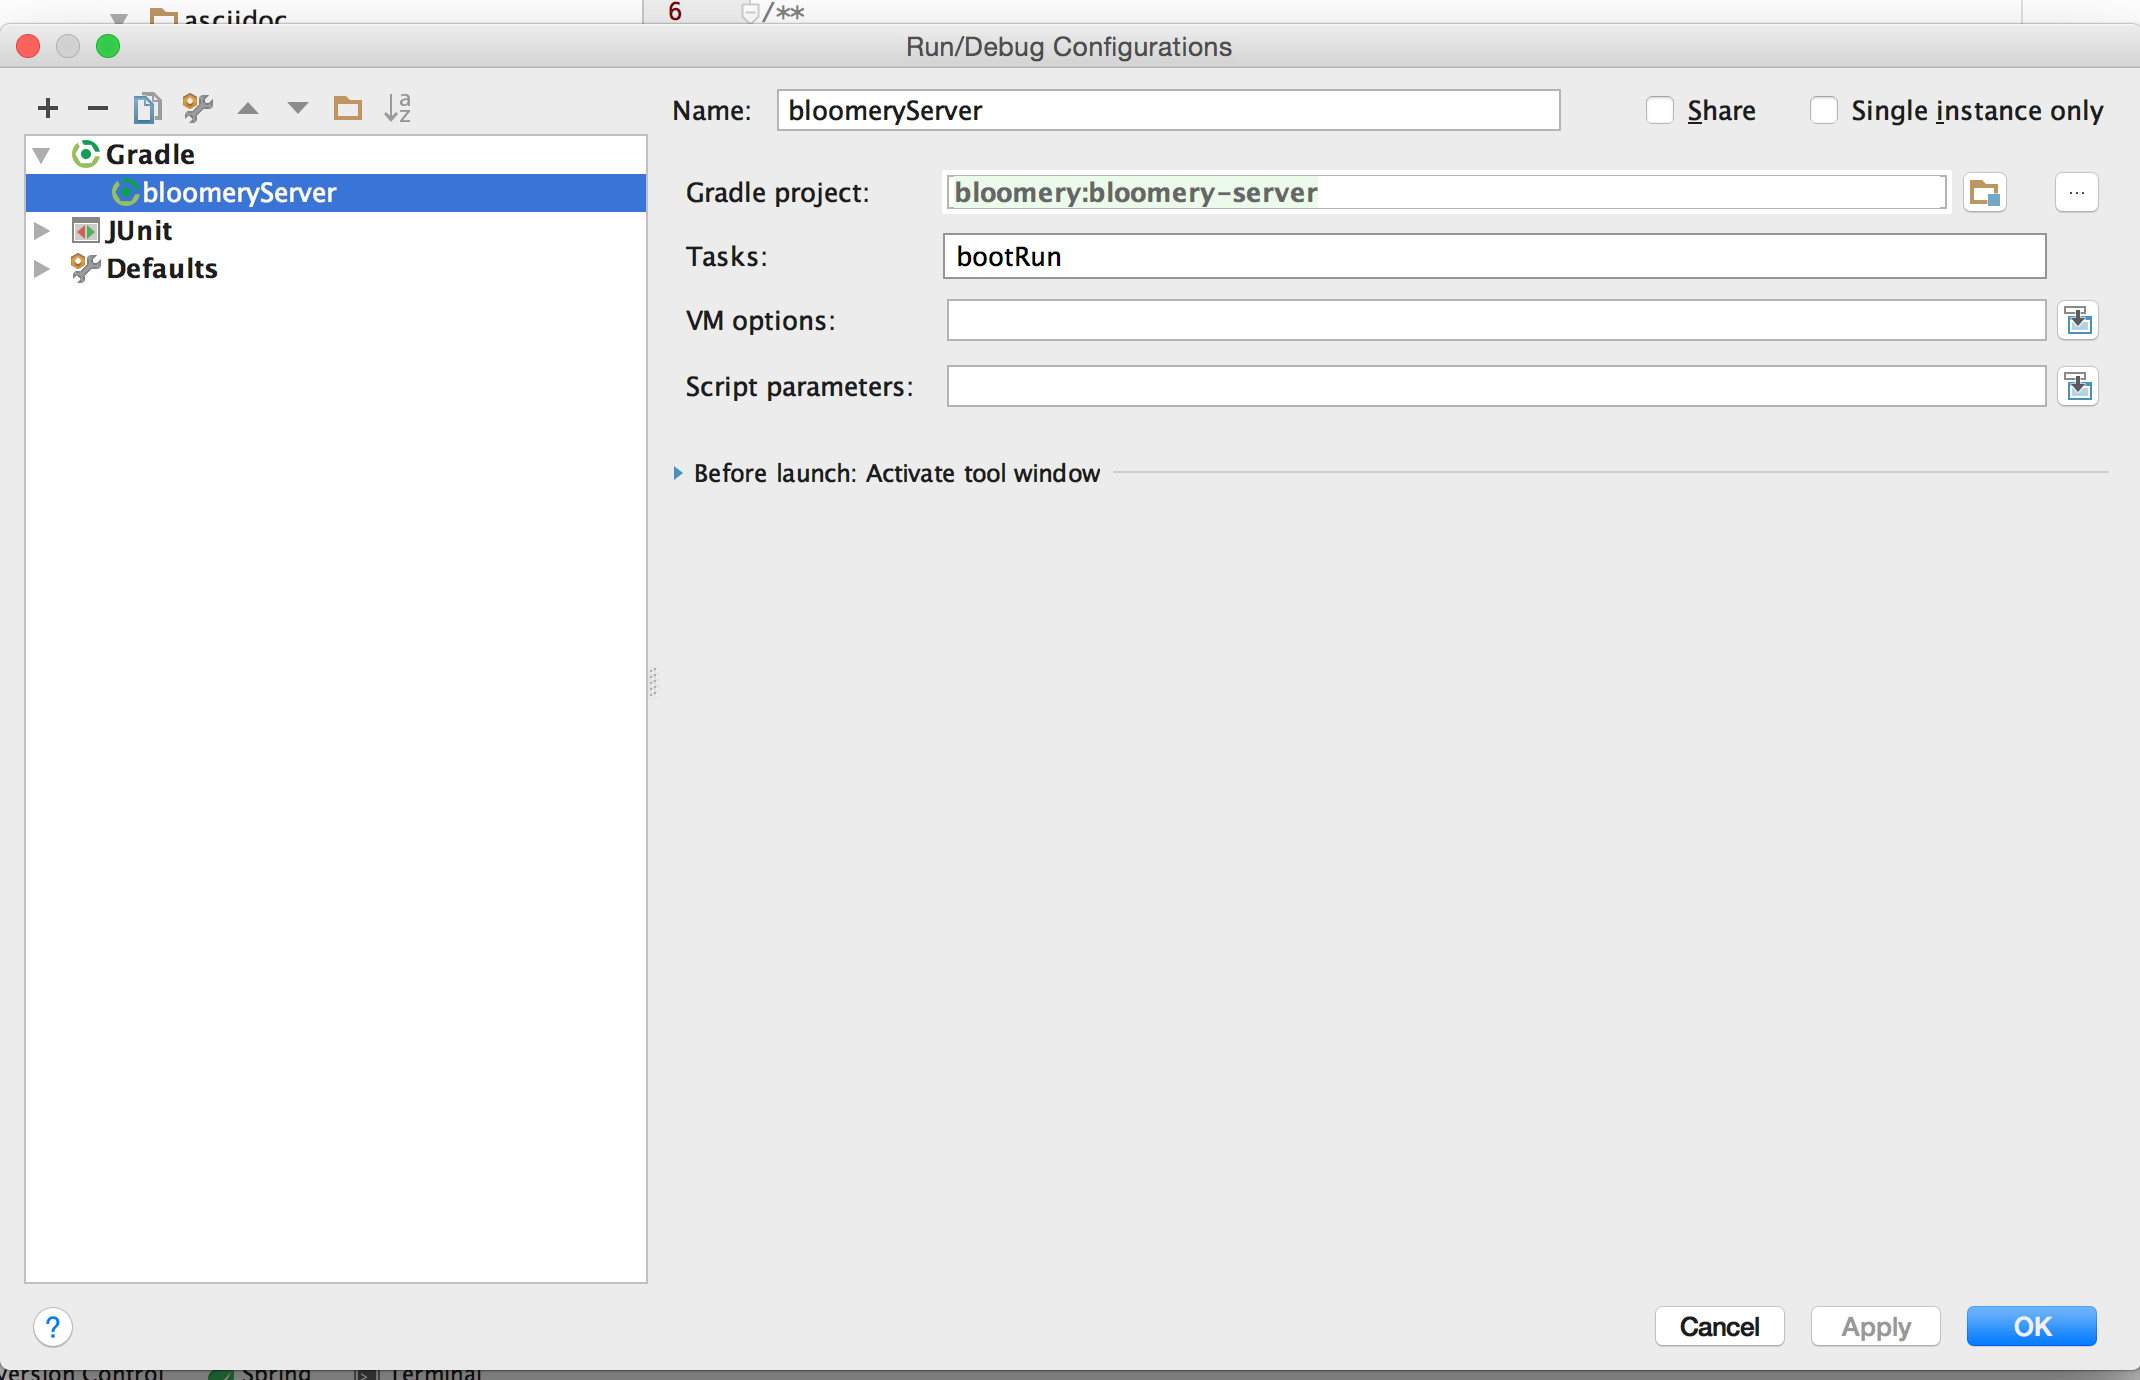 asciidoc
6 /**
Run/Debug Configurations
Name: bloomeryServer
Share
Single instance only
Gradle
bloomeryServer
JUnit
Defaults
Gradle project: bloomery:bloomery-server
...
Tasks: bootRun
VM options:
Script parameters:
Before launch: Activate tool window
?
Cancel
Apply
OK
Version Control
Spring
Terminal